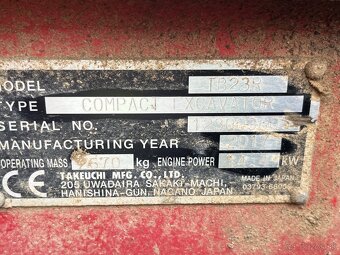 MODEL TB23R
TYPE COMPACT EXCAVATOR
SERIAL NO.
MANUFACTURING YEAR
OPERATING MASS 2570 kg ENGINE POWER kW
CE TAKEUCHI MFG. CO., LTD.
205 UWADAIRA, SAKAKI-MACHI,
HANISHINA-GUN, NAGANO JAPAN
MADE IN JAPAN